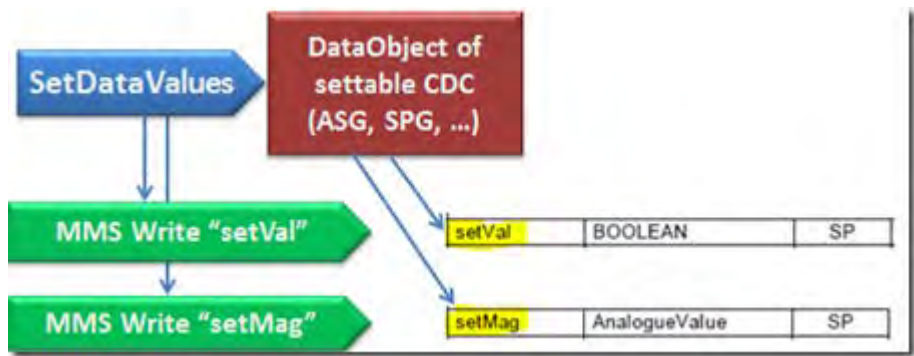 SetDataValues
DataObject of
settable CDC
(ASG, SPG, ...)
MMS Write "setVal"
setVal BOOLEAN SP
MMS Write "setMag"
setMag AnalogueValue SP